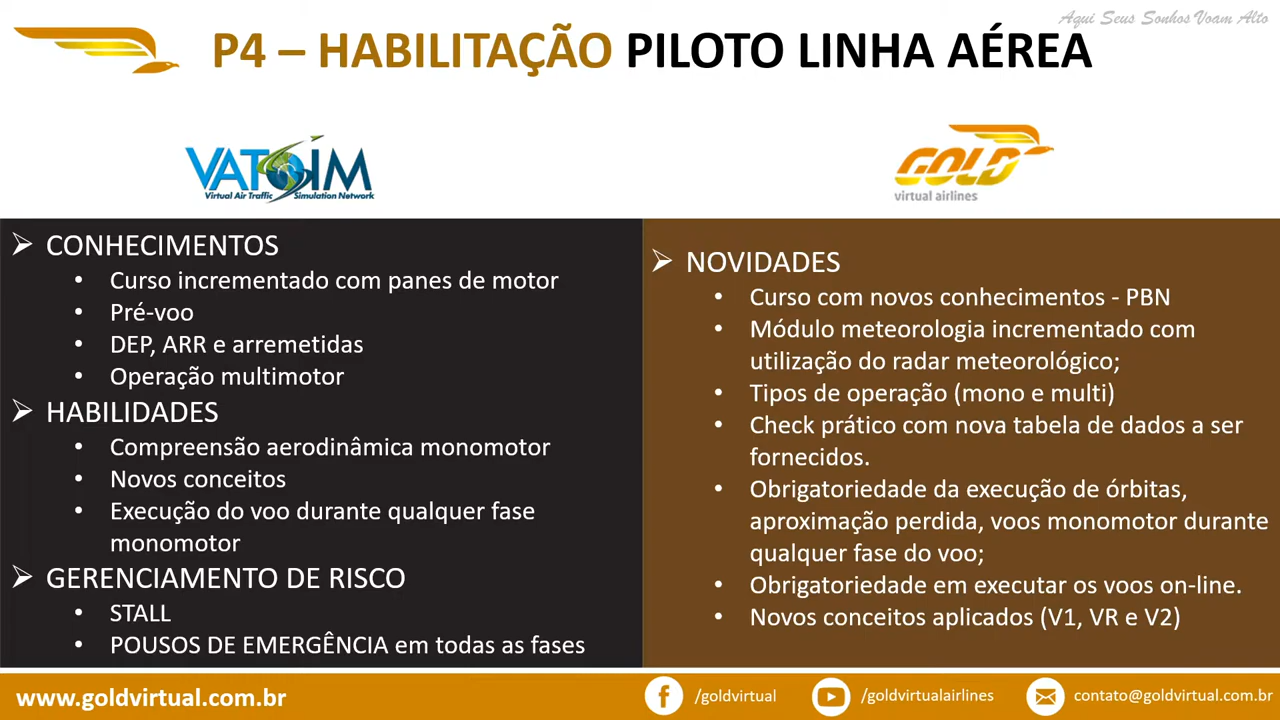 Aqui Seus Sonhos Voam Alto
P4 – HABILITAÇÃO PILOTO LINHA AÉREA
VATSIM
Virtual Air Traffic Simulation Network
GOLD
virtual airlines
CONHECIMENTOS
• Curso incrementado com panes de motor
• Pré-voo
• DEP, ARR e arremetidas
• Operação multimotor
HABILIDADES
• Compreensão aerodinâmica monomotor
• Novos conceitos
• Execução do voo durante qualquer fase
monomotor
GERENCIAMENTO DE RISCO
• STALL
• POUSOS DE EMERGÊNCIA em todas as fases
NOVIDADES
• Curso com novos conhecimentos - PBN
• Módulo meteorologia incrementado com
utilização do radar meteorológico;
• Tipos de operação (mono e multi)
• Check prático com nova tabela de dados a ser
fornecidos.
• Obrigatoriedade da execução de órbitas,
aproximação perdida, voos monomotor durante
qualquer fase do voo;
• Obrigatoriedade em executar os voos on-line.
• Novos conceitos aplicados (V1, VR e V2)
www.goldvirtual.com.br
/goldvirtual
/goldvirtualairlines
contato@goldvirtual.com.br